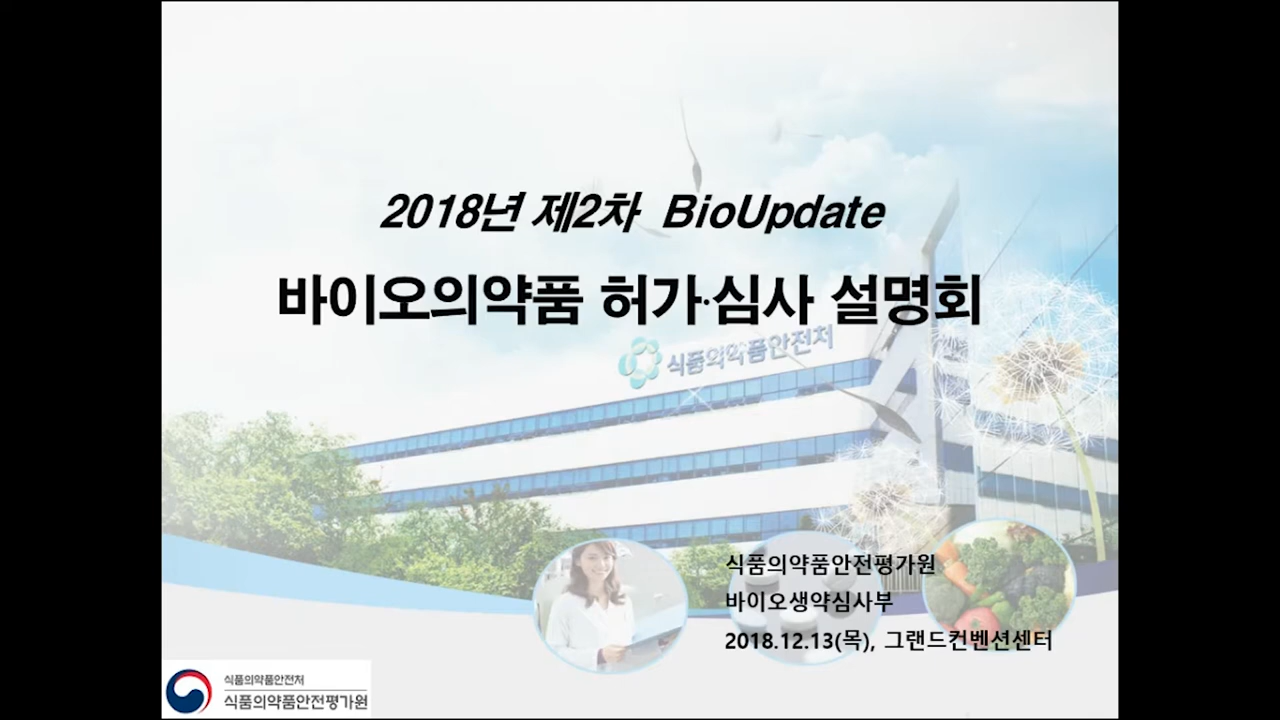 2018년 제2차 BioUpdate
바이오의약품 허가·심사 설명회
식품의약품안전처
식품의약품안전평가원
바이오생약심사부
2018.12.13(목), 그랜드컨벤션센터
식품의약품안전처
식품의약품안전평가원